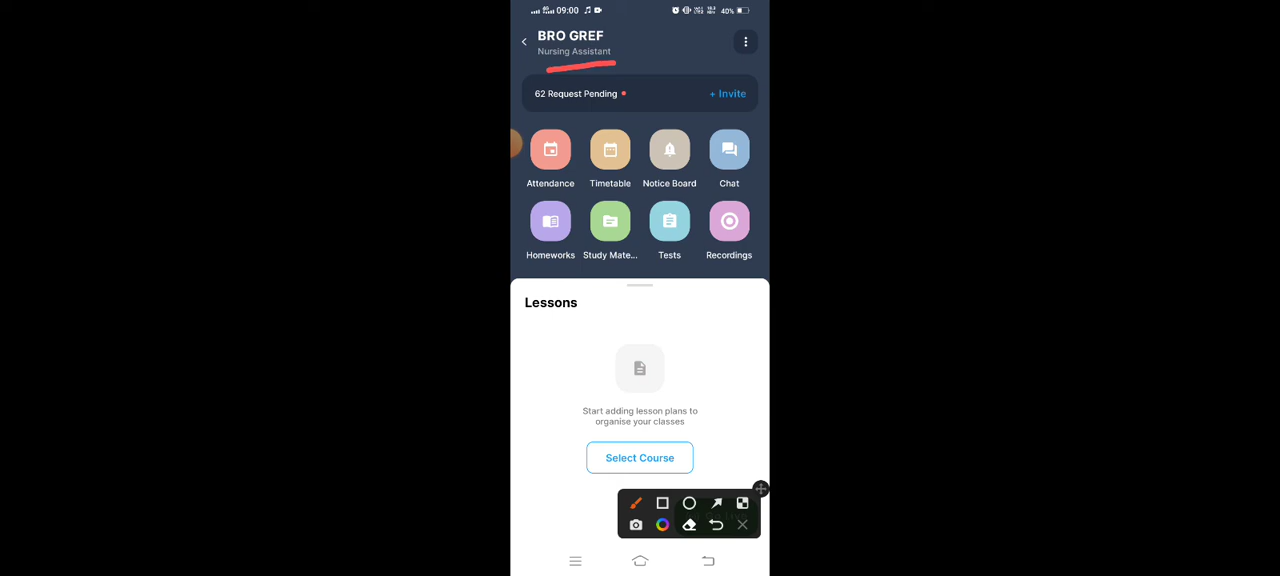 09:00
40%
BRO GREF
Nursing Assistant
62 Request Pending
+ Invite
Attendance
Timetable
Notice Board
Chat
Homeworks
Study Mate...
Tests
Recordings
Lessons
Start adding lesson plans to
organise your classes
Select Course